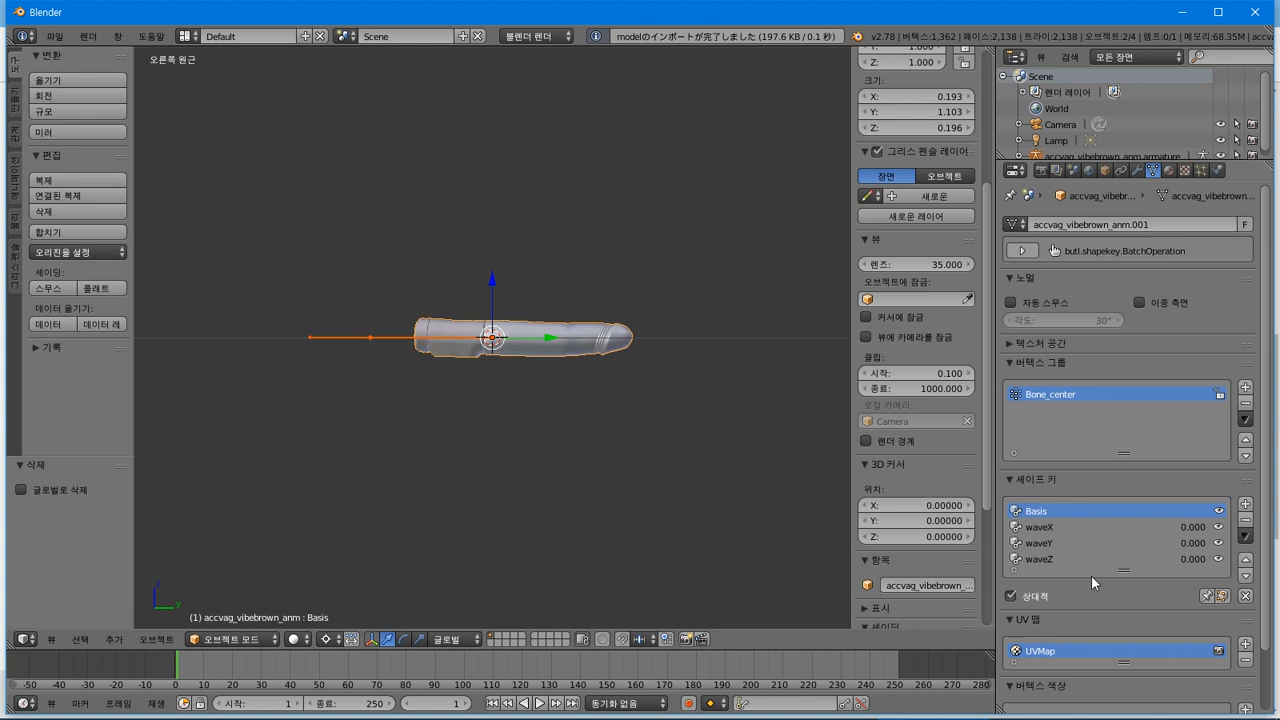 Blender
파일 렌더 창 도움말 Default Scene 블렌더 렌더 modelのインポートが完了しました (197.6 KB / 0.1 秒) v2.78 | 버텍스:1,362 | 페이스:2,138 | 트라이:2,138 | 오브젝트:2/4 | 램프:0/1 | 메모리:68.35M | accva
변환
옮기기
회전
규모
미러
편집
복제
연결된 복제
삭제
합치기
오리진을 설정
셰이딩:
스무스 플래트
데이터 옮기기:
데이터 데이터 레
기록
삭제
글로벌로 삭제
오른쪽 원근
(1) accvag_vibebrown_anm : Basis
Z: 1.000
크기:
X: 0.193
Y: 1.103
Z: 0.196
그리스 펜슬 레이어
장면 오브젝트
새로운
새로운 레이어
뷰
렌즈: 35.000
오브젝트에 잠금:
커서에 잠금
뷰에 카메라를 잠금
클립:
시작: 0.100
종료: 1000.000
로컬 카메라:
Camera
렌더 경계
3D 커서
위치:
X: 0.00000
Y: 0.00000
Z: 0.00000
항목
accvag_vibebrown_...
표시
뷰 검색 모든 장면
Scene
렌더 레이어
World
Camera
Lamp
accvag_vibebrown_anm.armature
accvag_vibebr... accvag_vibebrown...
accvag_vibebrown_anm.001 F
butl.shapekey.BatchOperation
노멀
자동 스무스 이중 측면
각도: 30°
텍스처 공간
버텍스 그룹
Bone_center
셰이프 키
Basis
waveX 0.000
waveY 0.000
waveZ 0.000
상대적
UV 맵
UVMap
버텍스 색상
뷰 선택 추가 오브젝트 오브젝트 모드 글로벌
-50 -40 -30 -20 -10 0 10 20 30 40 50 60 70 80 90 100 110 120 130 140 150 160 170 180 190 200 210 220 230 240 250 260 270 280
뷰 마커 프레임 재생 시작: 1 종료: 250 1 동기화 없음